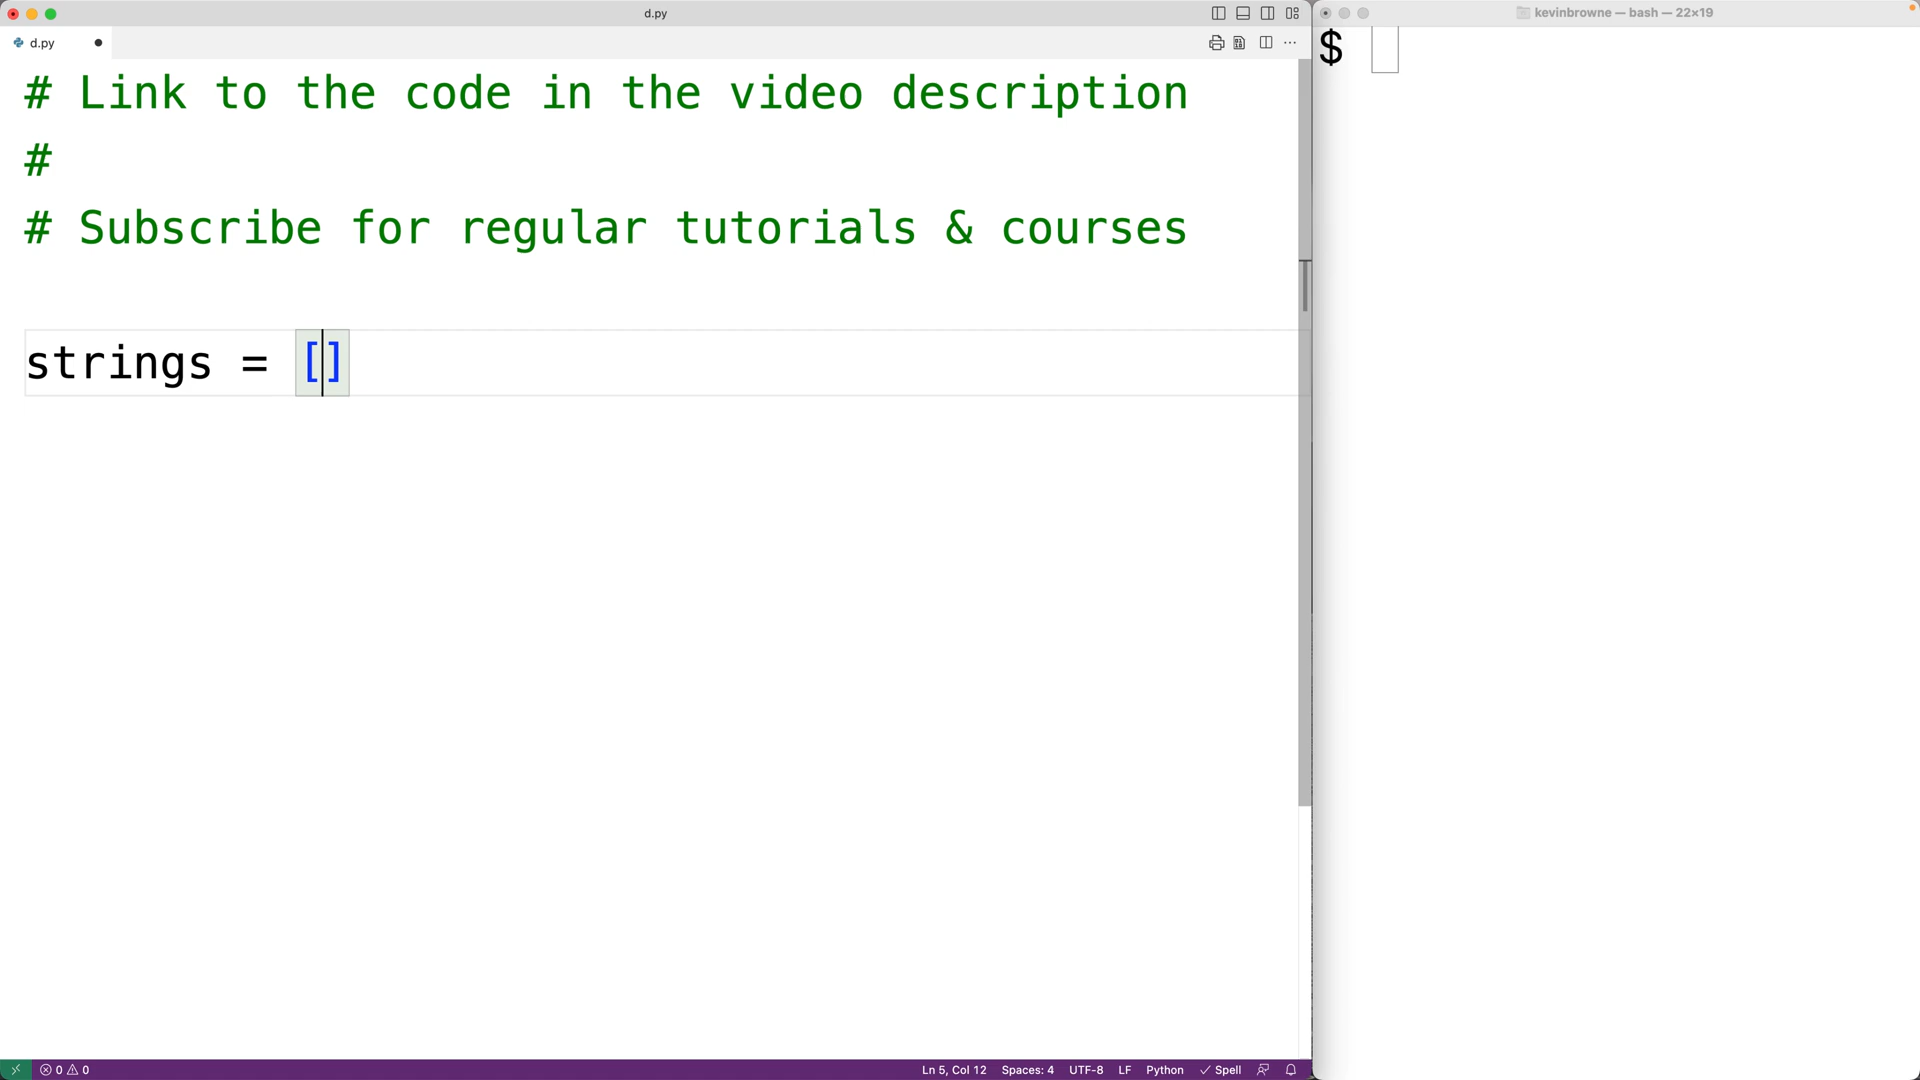 d.py
kevinbrowne — bash — 22×19
d.py
# Link to the code in the video description
#
# Subscribe for regular tutorials & courses
strings = []
$
0 0
Ln 5, Col 12 Spaces: 4 UTF-8 LF Python Spell